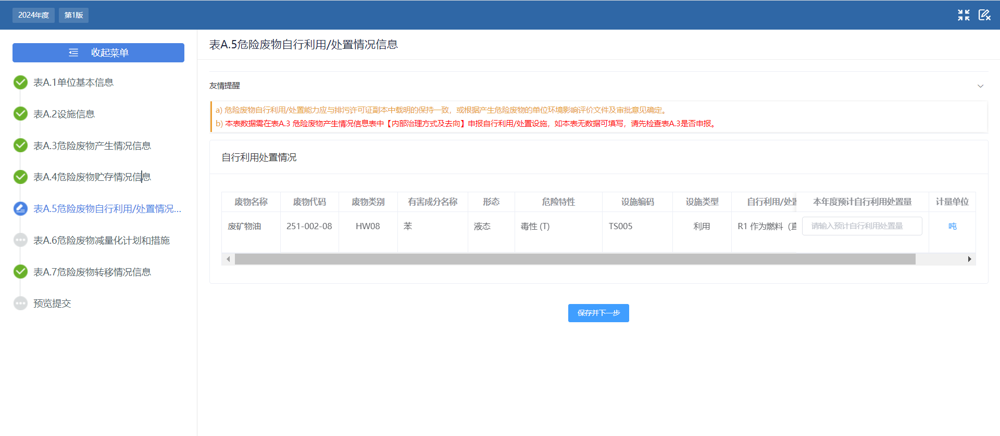 2024年度 第1版
收起菜单
表A.1单位基本信息
表A.2设施信息
表A.3危险废物产生情况信息
表A.4危险废物贮存情况信息
表A.5危险废物自行利用/处置情况...
表A.6危险废物减量化计划和措施
表A.7危险废物转移情况信息
预览提交
表A.5危险废物自行利用/处置情况信息
友情提醒
a) 危险废物自行利用/处置能力应与排污许可证副本中载明的保持一致，或根据产生危险废物的单位环境影响评价文件及审批意见确定。
b) 本表数据需在表A.3 危险废物产生情况信息表中【内部治理方式及去向】申报自行利用/处置设施，如本表无数据可填写，请先检查表A.3是否申报。
自行利用处置情况
废物名称 废物代码 废物类别 有害成分名称 形态 危险特性 设施编码 设施类型 自行利用/处置 本年度预计自行利用处置量 计量单位
废矿物油 251-002-08 HW08 苯 液态 毒性 (T) TS005 利用 R1 作为燃料（直 请输入预计自行利用处置量 吨
保存并下一步